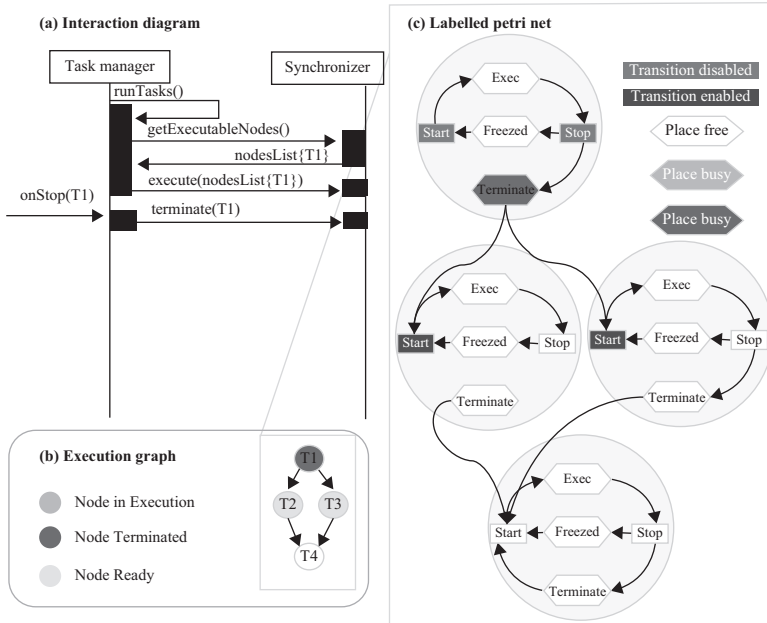 (a) Interaction diagram
Task manager
Synchronizer
runTasks()
getExecutableNodes()
nodesList{T1}
execute(nodesList{T1})
onStop(T1)
terminate(T1)
(b) Execution graph
Node in Execution
Node Terminated
Node Ready
T1
T2
T3
T4
(c) Labelled petri net
Transition disabled
Transition enabled
Place free
Place busy
Place busy
Exec
Start
Freezed
Stop
Terminate
Exec
Start
Freezed
Stop
Terminate
Exec
Start
Freezed
Stop
Terminate
Exec
Start
Freezed
Stop
Terminate